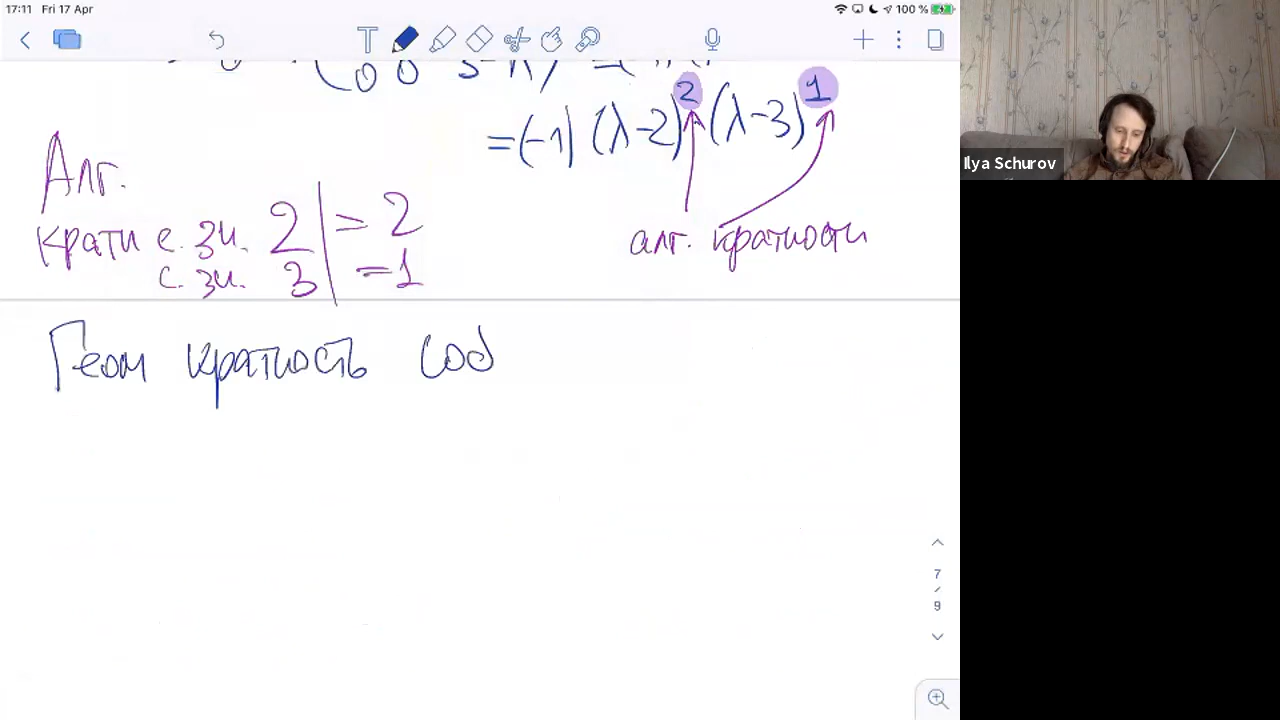 17:11 Fri 17 Apr
100 %
=(-1) (λ-2)² (λ-3)¹
Алг.
кратн с. зн. 2 = 2
с. зн. 3 = 1
алг. кратности
Геом кратность соб
Ilya Schurov
7
/
9